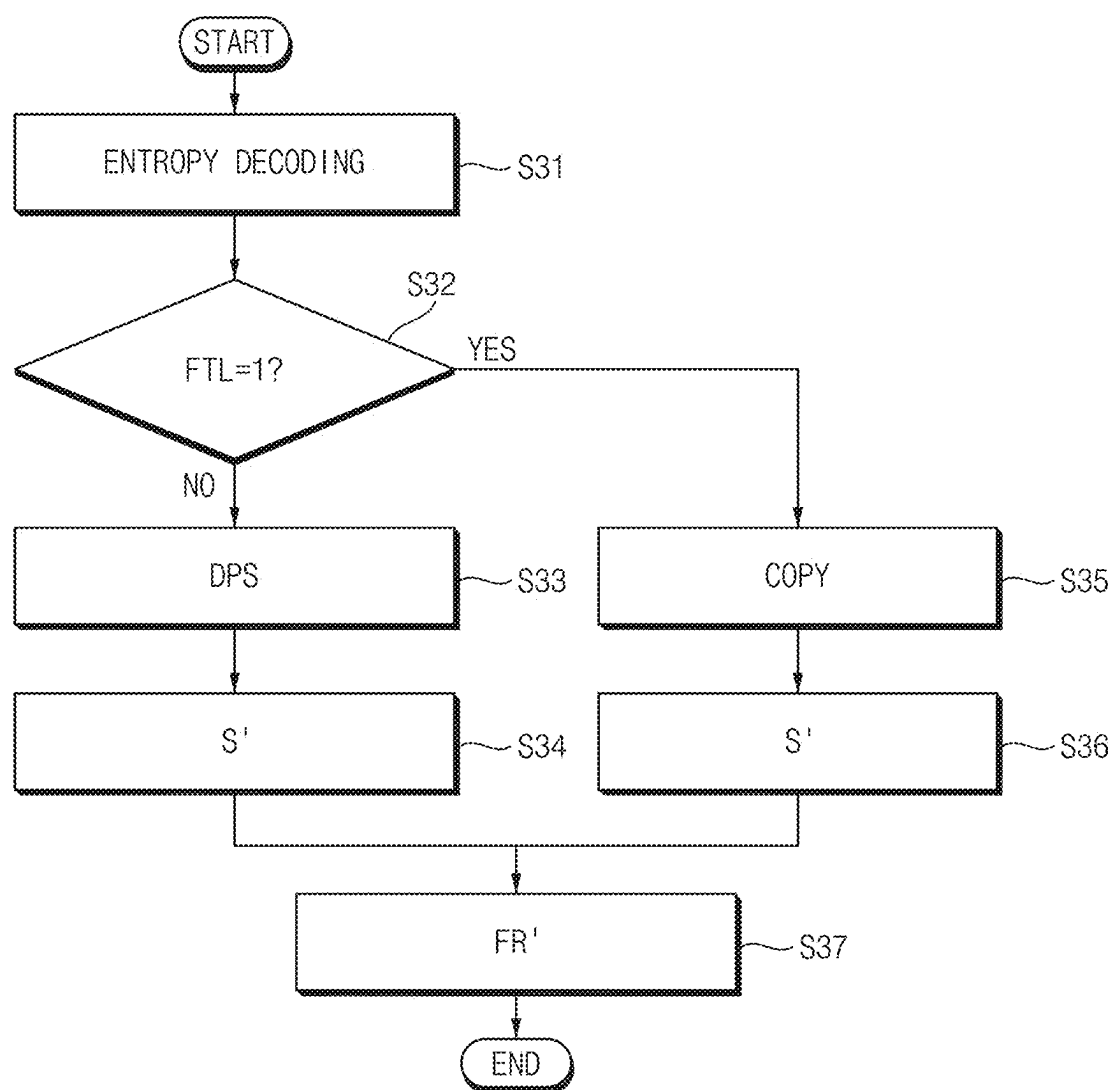 START
ENTROPY DECODING
S31
S32
FTL=1?
YES
NO
DPS
S33
COPY
S35
S'
S34
S'
S36
FR'
S37
END